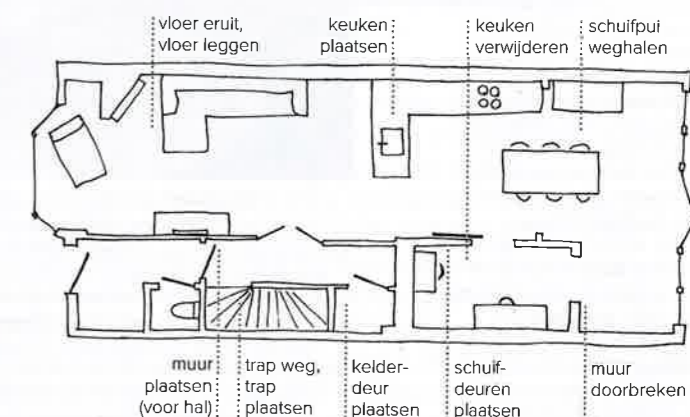 vloer eruit,
vloer leggen
keuken
plaatsen
keuken
verwijderen
schuifpui
weghalen
muur
plaatsen
(voor hal)
trap weg,
trap
plaatsen
kelder-
deur
plaatsen
schuif-
deuren
plaatsen
muur
doorbreken